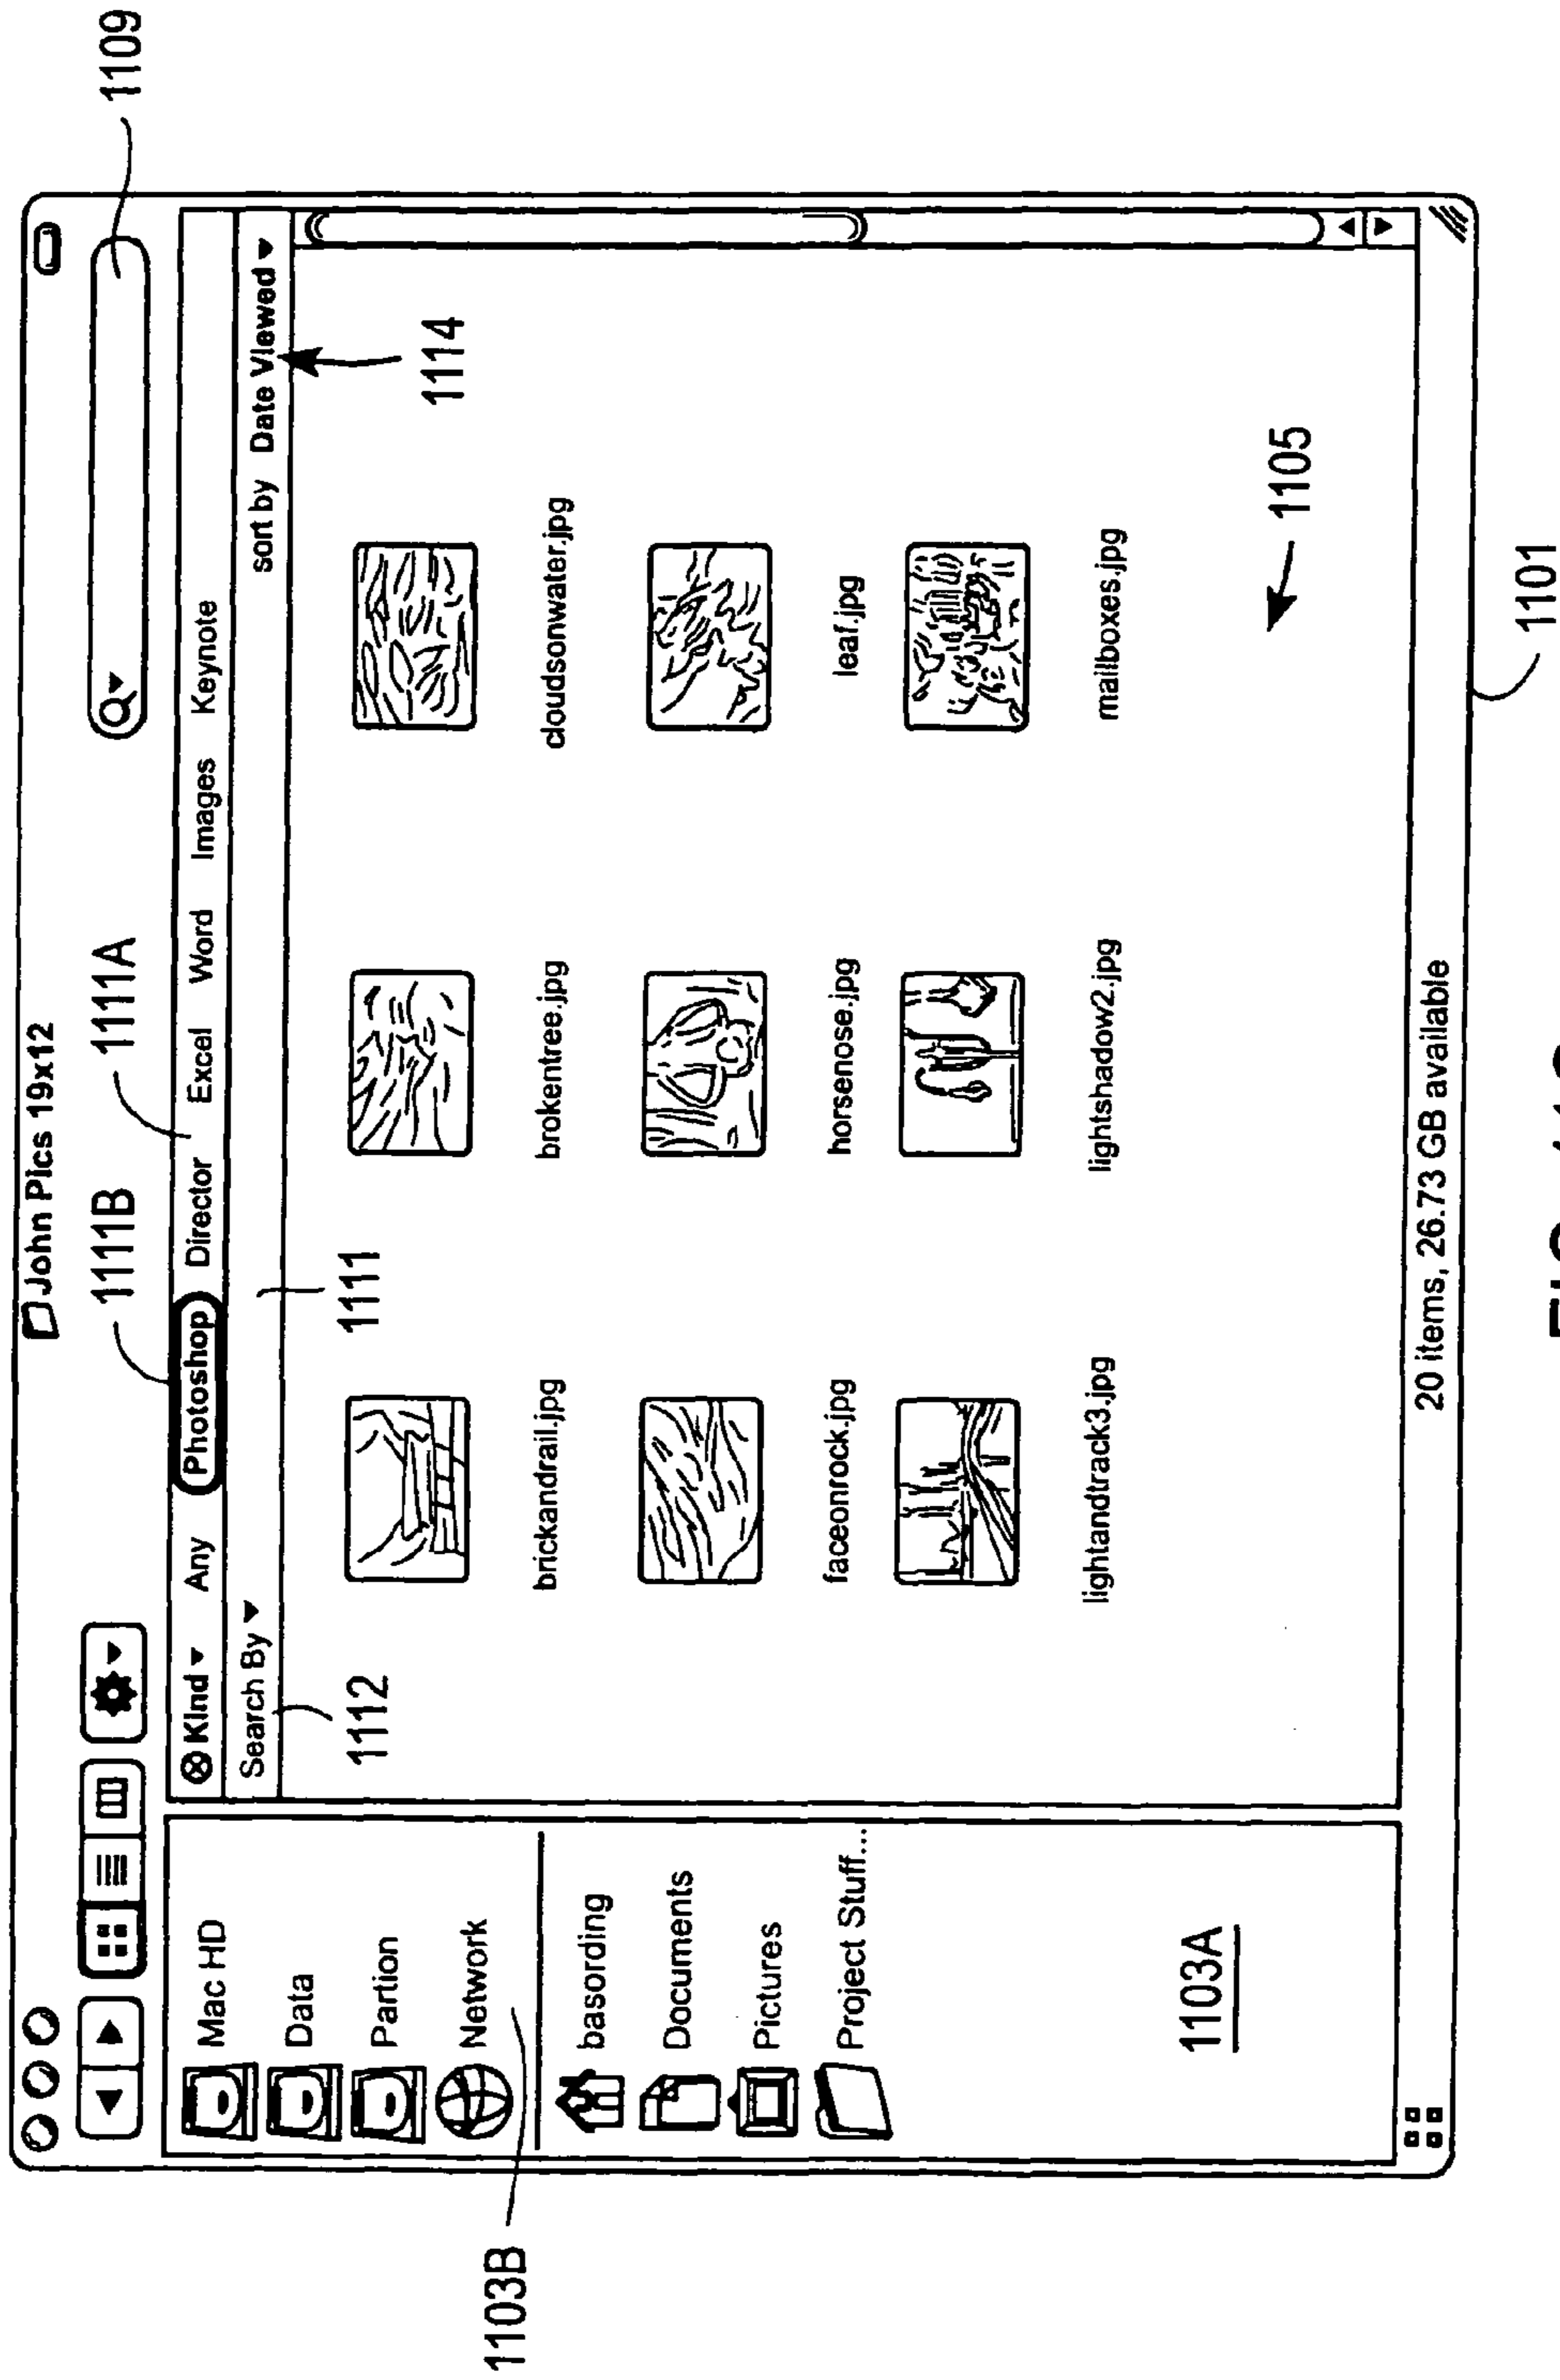 1109
John Pics 19x12
1111B
1111A
Kind Any Photoshop Director Excel Word Images Keynote
Search By
sort by Date Viewed
1112
1111
1114
Mac HD
Data
Partion
Network
basording
Documents
Pictures
Project Stuff...
1103B
1103A
brickandrail.jpg
brokentree.jpg
cloudsonwater.jpg
faceonrock.jpg
horsenose.jpg
leaf.jpg
lightandtrack3.jpg
lightshadow2.jpg
mailboxes.jpg
1105
20 items, 26.73 GB available
1101